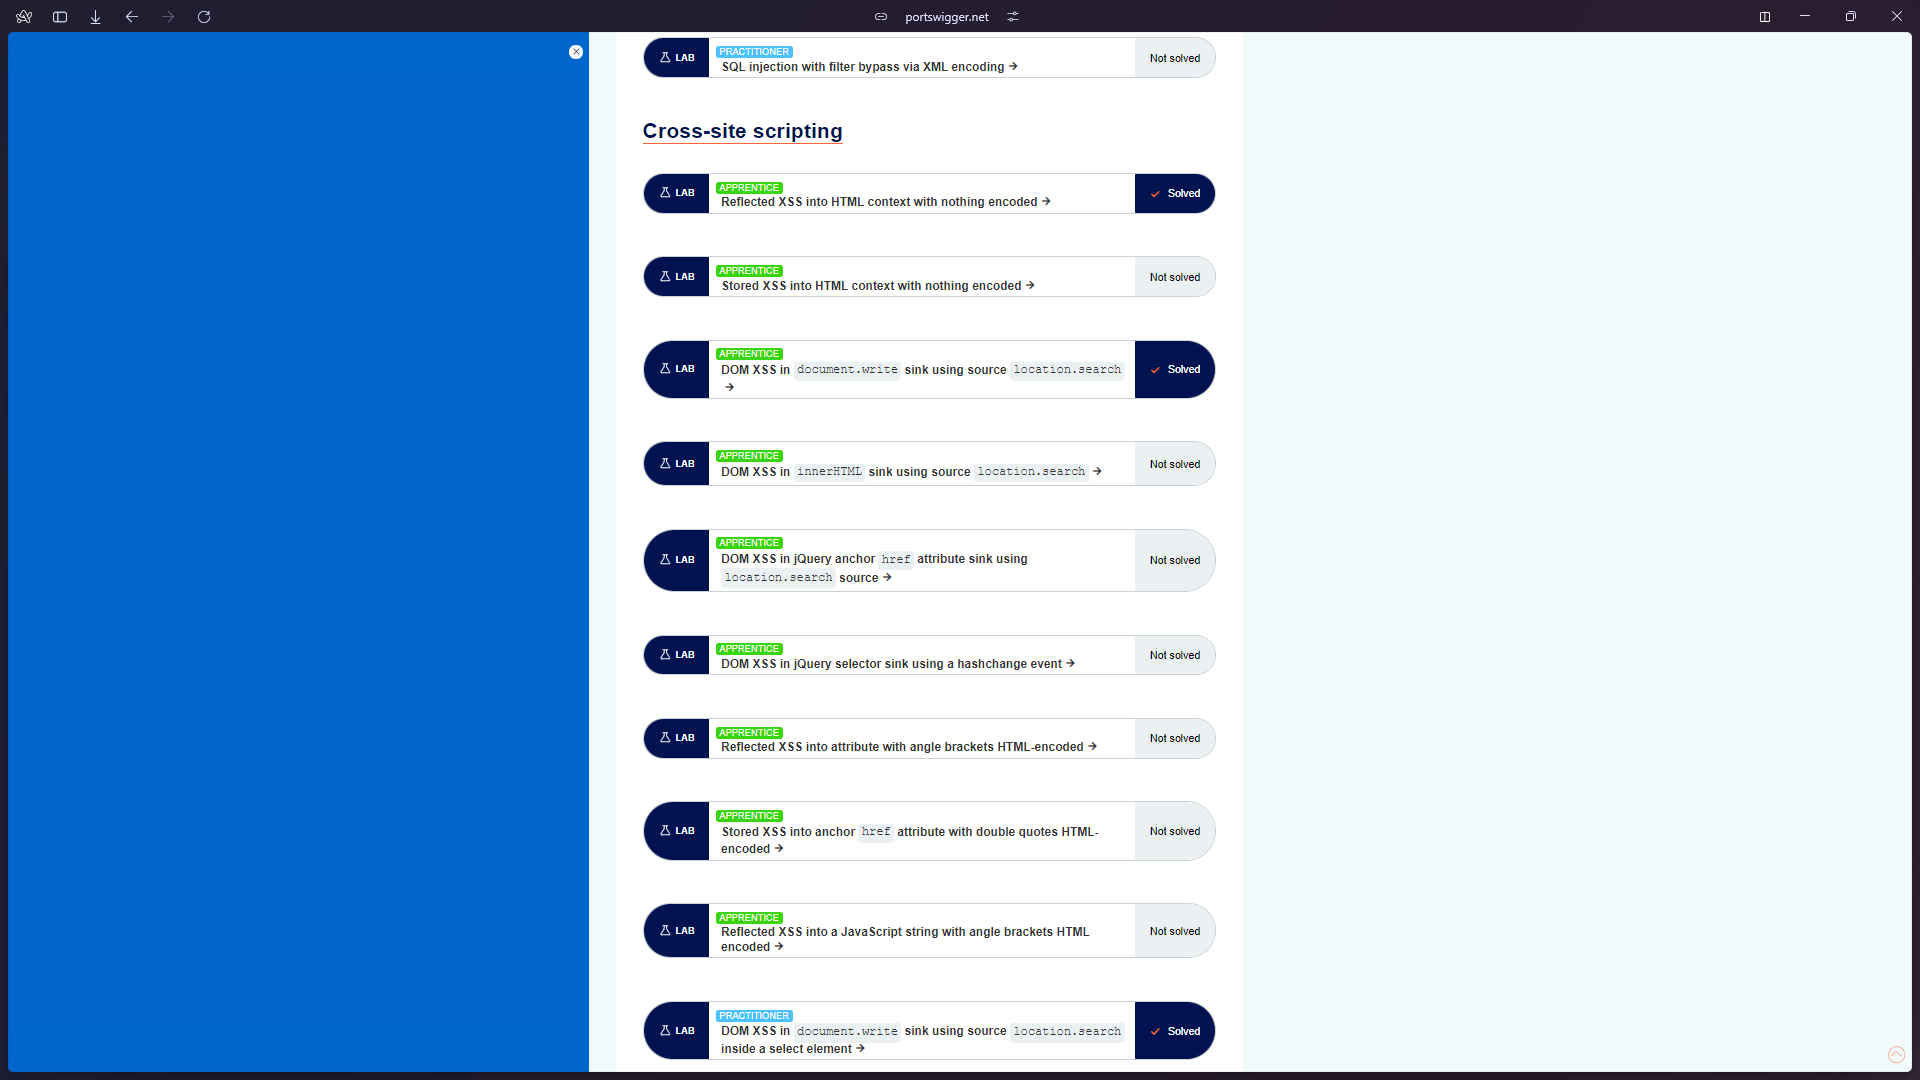 portswigger.net
LAB
PRACTITIONER
SQL injection with filter bypass via XML encoding →
Not solved
Cross-site scripting
LAB
APPRENTICE
Reflected XSS into HTML context with nothing encoded →
Solved
LAB
APPRENTICE
Stored XSS into HTML context with nothing encoded →
Not solved
LAB
APPRENTICE
DOM XSS in document.write sink using source location.search
→
Solved
LAB
APPRENTICE
DOM XSS in innerHTML sink using source location.search →
Not solved
LAB
APPRENTICE
DOM XSS in jQuery anchor href attribute sink using
location.search source →
Not solved
LAB
APPRENTICE
DOM XSS in jQuery selector sink using a hashchange event →
Not solved
LAB
APPRENTICE
Reflected XSS into attribute with angle brackets HTML-encoded →
Not solved
LAB
APPRENTICE
Stored XSS into anchor href attribute with double quotes HTML-
encoded →
Not solved
LAB
APPRENTICE
Reflected XSS into a JavaScript string with angle brackets HTML
encoded →
Not solved
LAB
PRACTITIONER
DOM XSS in document.write sink using source location.search
inside a select element →
Solved